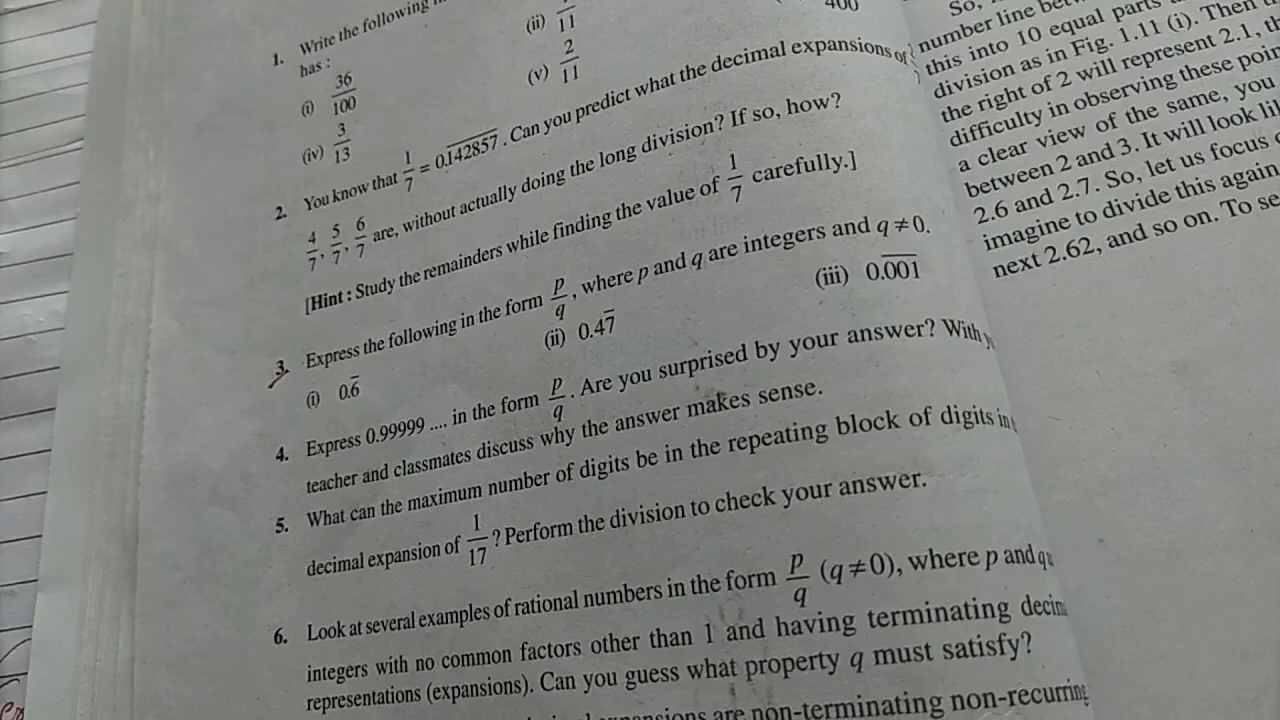 1. Write the following
has :
(i) 36/100
(ii) /11
(iv) 3/13
(v) 2/11
400
2. You know that 1/7 = 0.1̅4̅2̅8̅5̅7̅ . Can you predict what the decimal expansions of
4/7, 5/7, 6/7 are, without actually doing the long division? If so, how?
[Hint : Study the remainders while finding the value of 1/7 carefully.]
3. Express the following in the form p/q, where p and q are integers and q ≠ 0.
(i) 0.6̅ (ii) 0.47̅ (iii) 0.0̅0̅1̅
4. Express 0.99999 .... in the form p/q. Are you surprised by your answer? With
teacher and classmates discuss why the answer makes sense.
5. What can the maximum number of digits be in the repeating block of digits in
decimal expansion of 1/17 ? Perform the division to check your answer.
6. Look at several examples of rational numbers in the form p/q (q ≠ 0), where p and q
integers with no common factors other than 1 and having terminating
representations (expansions). Can you guess what property q must satisfy?
are non-terminating non-recurring
So,
number line
this into 10 equal parts
division as in Fig. 1.11 (i). Then
the right of 2 will represent 2.1,
difficulty in observing these
a clear view of the same, you
between 2 and 3. It will look
2.6 and 2.7. So, let us focus
imagine to divide this again
next 2.62, and so on. To